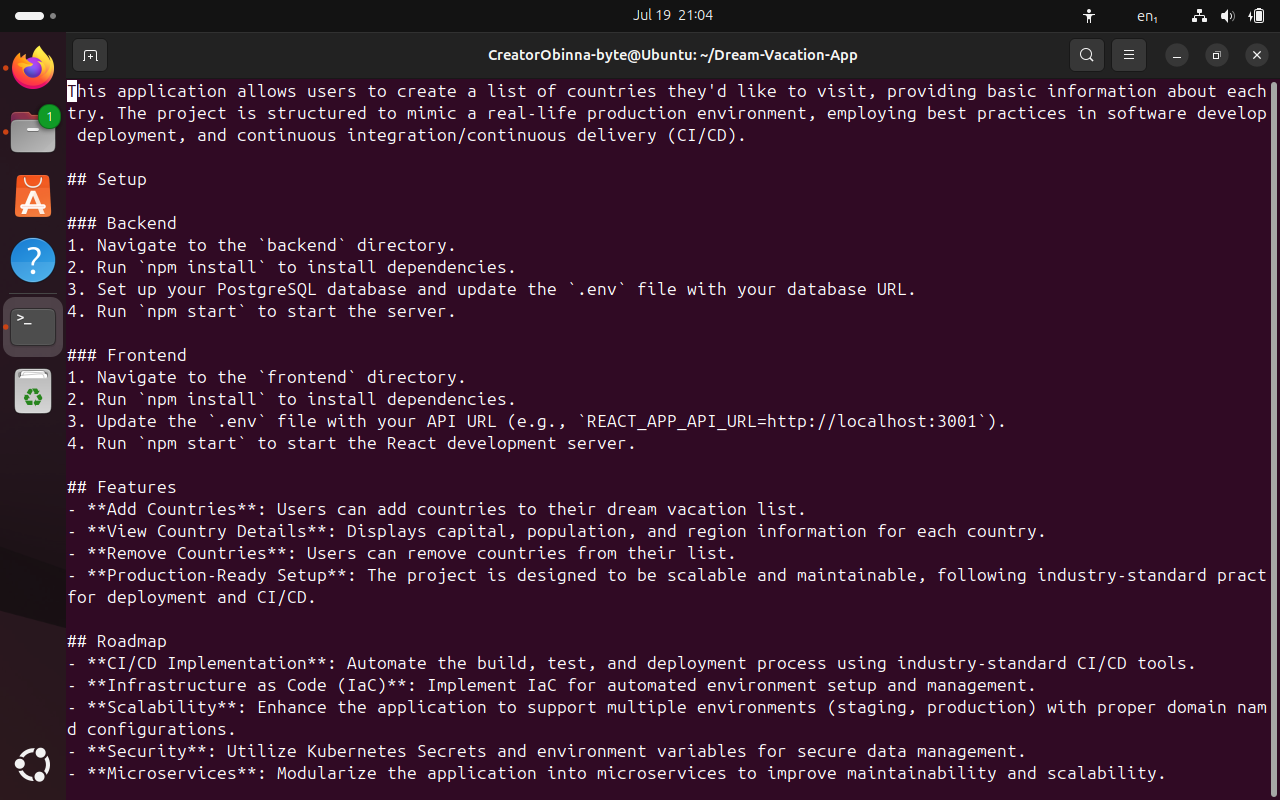 Jul 19 21:04
en₁
CreatorObinna-byte@Ubuntu: ~/Dream-Vacation-App
1
This application allows users to create a list of countries they'd like to visit, providing basic information about each
try. The project is structured to mimic a real-life production environment, employing best practices in software develop
 deployment, and continuous integration/continuous delivery (CI/CD).

## Setup

### Backend
1. Navigate to the `backend` directory.
2. Run `npm install` to install dependencies.
3. Set up your PostgreSQL database and update the `.env` file with your database URL.
4. Run `npm start` to start the server.

### Frontend
1. Navigate to the `frontend` directory.
2. Run `npm install` to install dependencies.
3. Update the `.env` file with your API URL (e.g., `REACT_APP_API_URL=http://localhost:3001`).
4. Run `npm start` to start the React development server.

## Features
- **Add Countries**: Users can add countries to their dream vacation list.
- **View Country Details**: Displays capital, population, and region information for each country.
- **Remove Countries**: Users can remove countries from their list.
- **Production-Ready Setup**: The project is designed to be scalable and maintainable, following industry-standard pract
for deployment and CI/CD.

## Roadmap
- **CI/CD Implementation**: Automate the build, test, and deployment process using industry-standard CI/CD tools.
- **Infrastructure as Code (IaC)**: Implement IaC for automated environment setup and management.
- **Scalability**: Enhance the application to support multiple environments (staging, production) with proper domain nam
d configurations.
- **Security**: Utilize Kubernetes Secrets and environment variables for secure data management.
- **Microservices**: Modularize the application into microservices to improve maintainability and scalability.